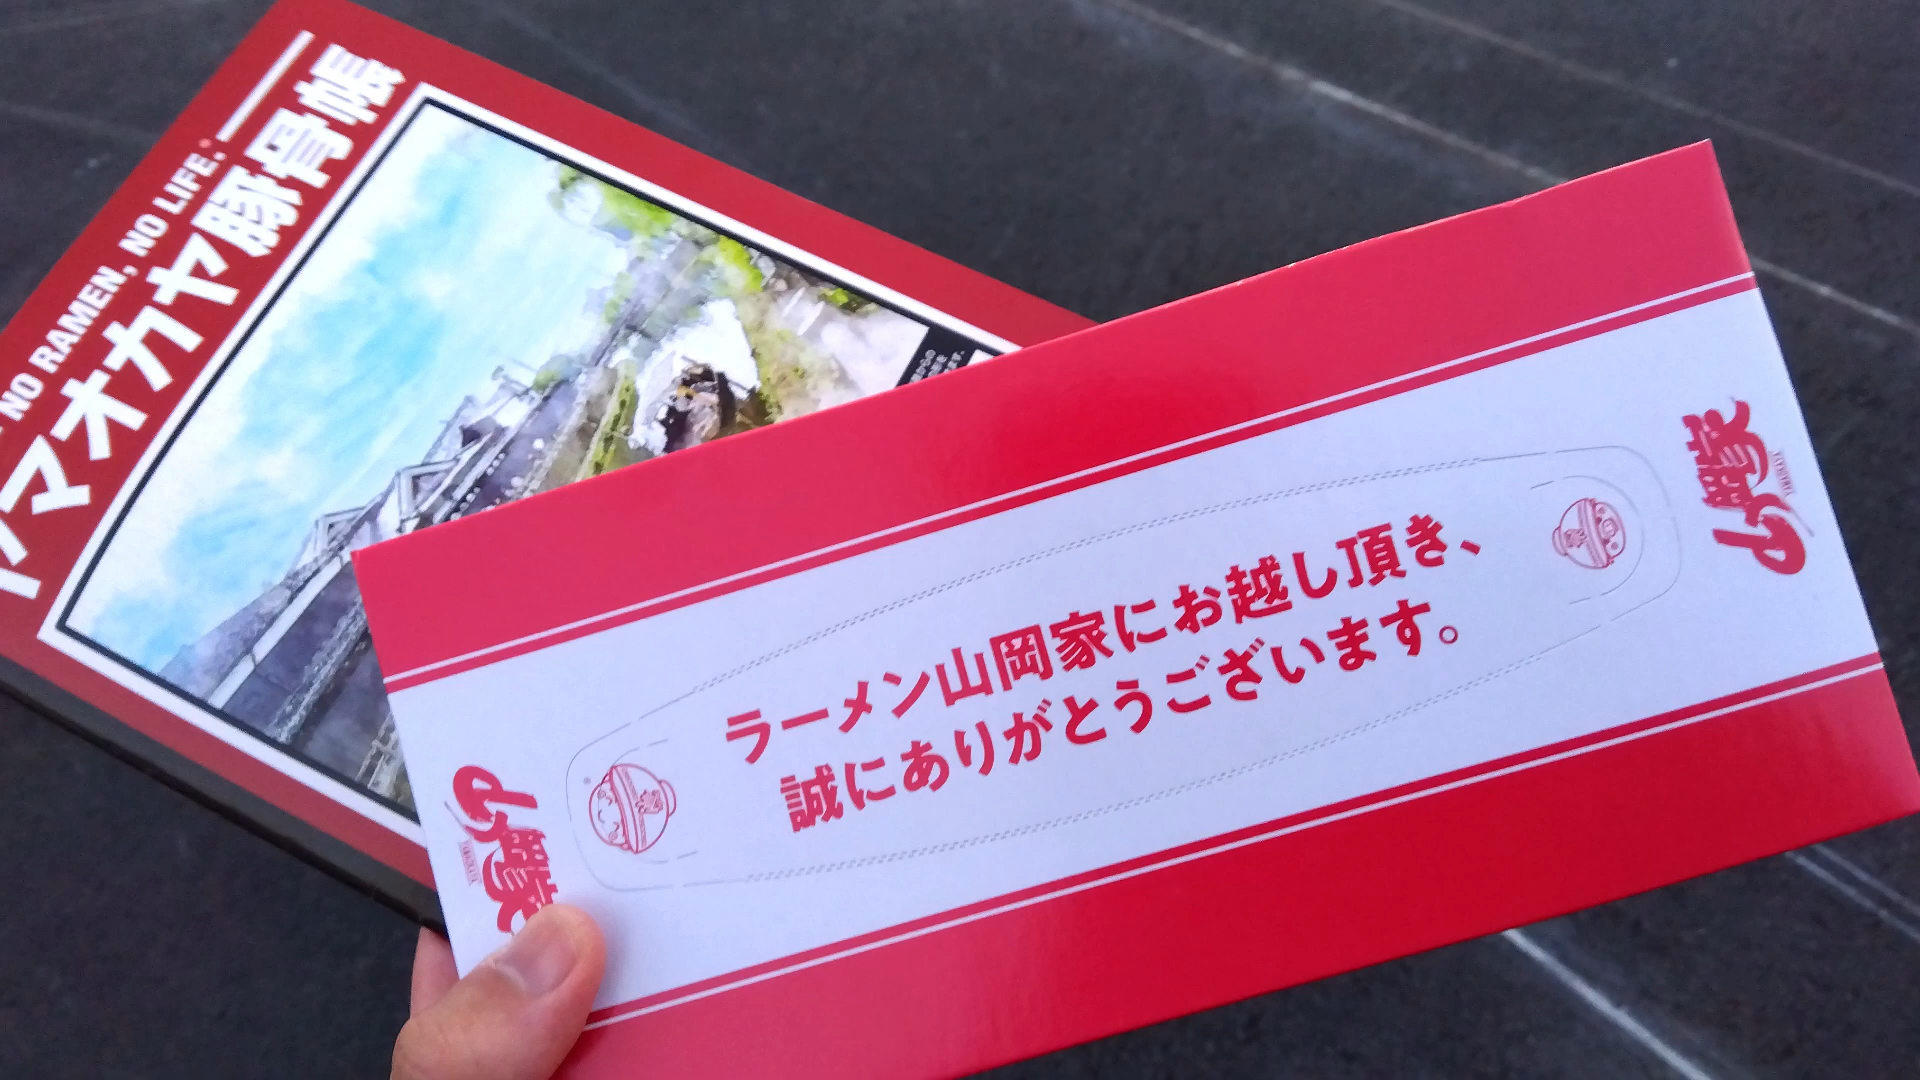 NO RAMEN, NO LIFE.
ヤマオカヤ豚骨帳
ラーメン山岡家にお越し頂き、
誠にありがとうございます。
山岡家
山岡家